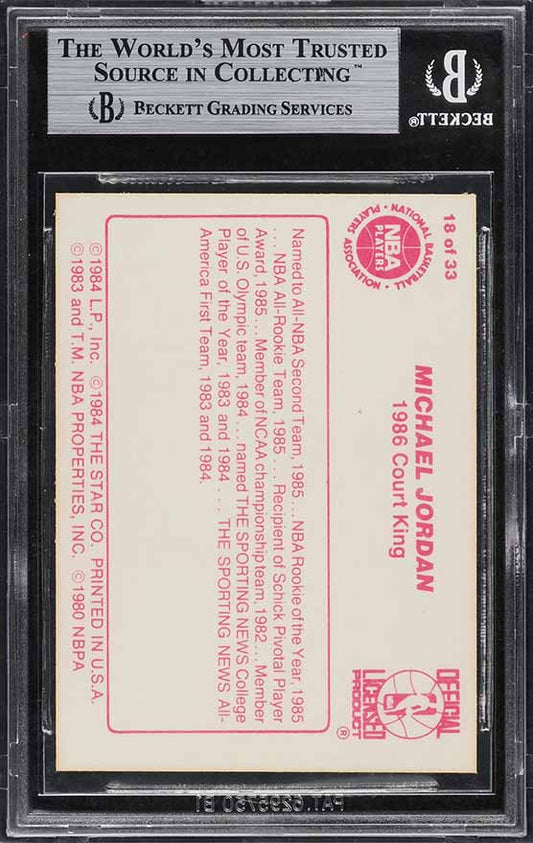 THE WORLD'S MOST TRUSTED
SOURCE IN COLLECTING™
BECKETT GRADING SERVICES
BECKETT®
18 of 33
NATIONAL BASKETBALL
PLAYERS ASSOCIATION
NBA
PLAYERS
MICHAEL JORDAN
1986 Court King
OFFICIAL
LICENSED
PRODUCT
®
Named to All-NBA Second Team, 1985 . . . NBA Rookie of the Year, 1985
. . . . NBA All-Rookie Team, 1985 . . . . Recipient of Schick Pivotal Player
Award, 1985 . . . Member of NCAA championship team, 1982 . . . Member
of U.S. Olympic team, 1984 . . . named THE SPORTING NEWS College
Player of the Year, 1983 and 1984 . . . . THE SPORTING NEWS All-
America First Team, 1983 and 1984.
©1984 L.P., Inc. ©1984 THE STAR CO. PRINTED IN U.S.A.
©1983 and T.M. NBA PROPERTIES, INC. ©1980 NBPA